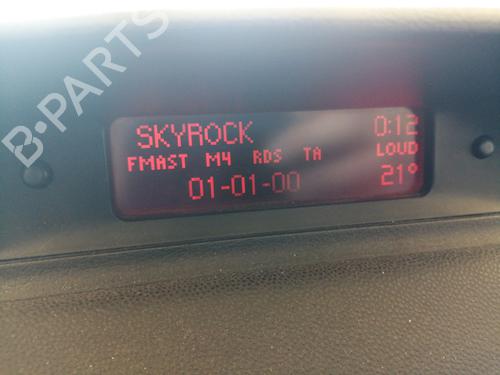 SKYROCK 0:12
FMAST M4 RDS TA LOUD
01-01-00 21°
B-PARTS